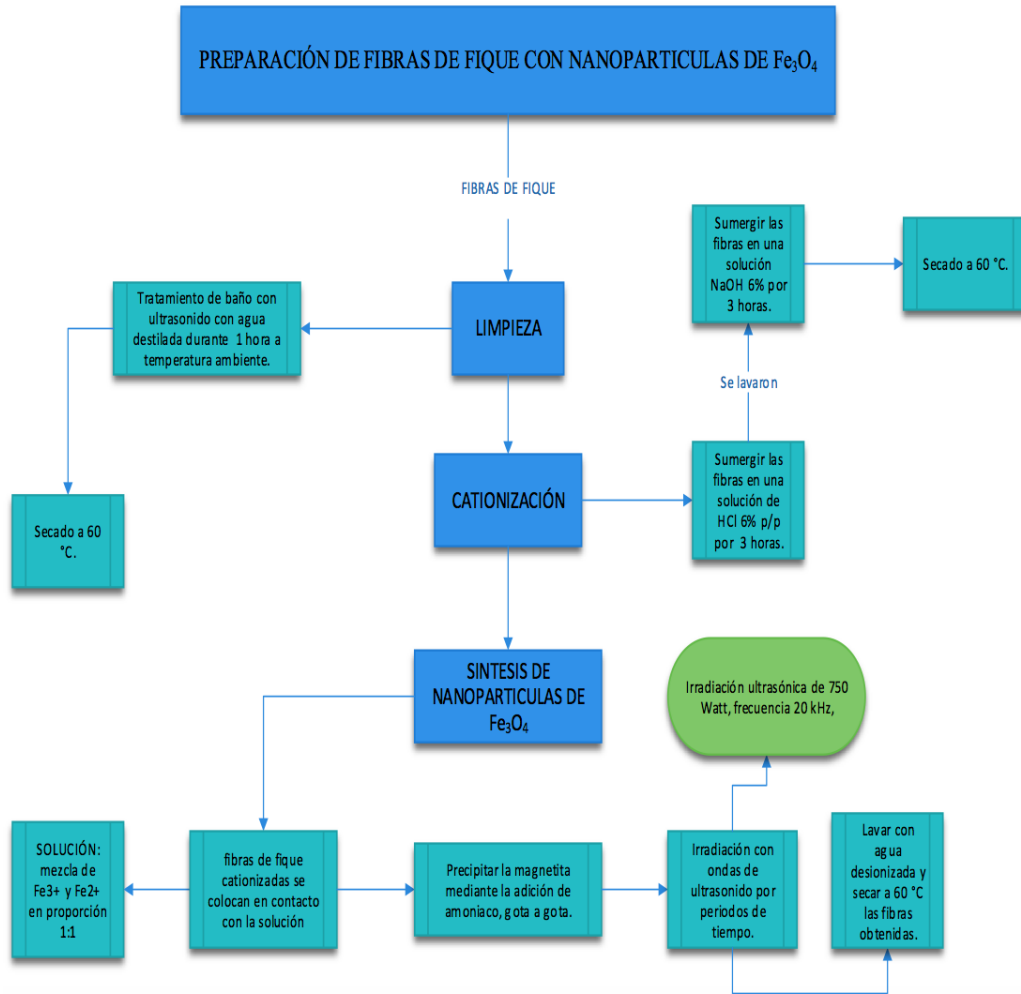 PREPARACIÓN DE FIBRAS DE FIQUE CON NANOPARTICULAS DE Fe₃O₄
FIBRAS DE FIQUE
LIMPIEZA
Tratamiento de baño con
ultrasonido con agua
destilada durante 1 hora a
temperatura ambiente.
Secado a 60
°C.
CATIONIZACIÓN
Sumergir las
fibras en una
solución de
HCl 6% p/p
por 3 horas.
Se lavaron
Sumergir las
fibras en una
solución
NaOH 6% por
3 horas.
Secado a 60 °C.
SINTESIS DE
NANOPARTICULAS DE
Fe₃O₄
fibras de fique
cationizadas se
colocan en contacto
con la solución
SOLUCIÓN:
mezcla de
Fe3+ y Fe2+
en proporción
1:1
Precipitar la magnetita
mediante la adición de
amoniaco, gota a gota.
Irradiación con
ondas de
ultrasonido por
periodos de
tiempo.
Irradiación ultrasónica de 750
Watt, frecuencia 20 kHz,
Lavar con
agua
desionizada y
secar a 60 °C
las fibras
obtenidas.